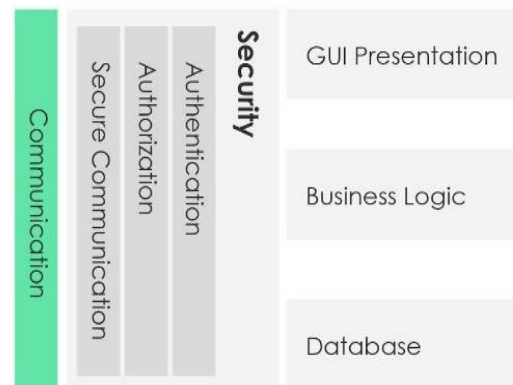 Communication
Secure Communication
Authorization
Authentication
Security
GUI Presentation
Business Logic
Database